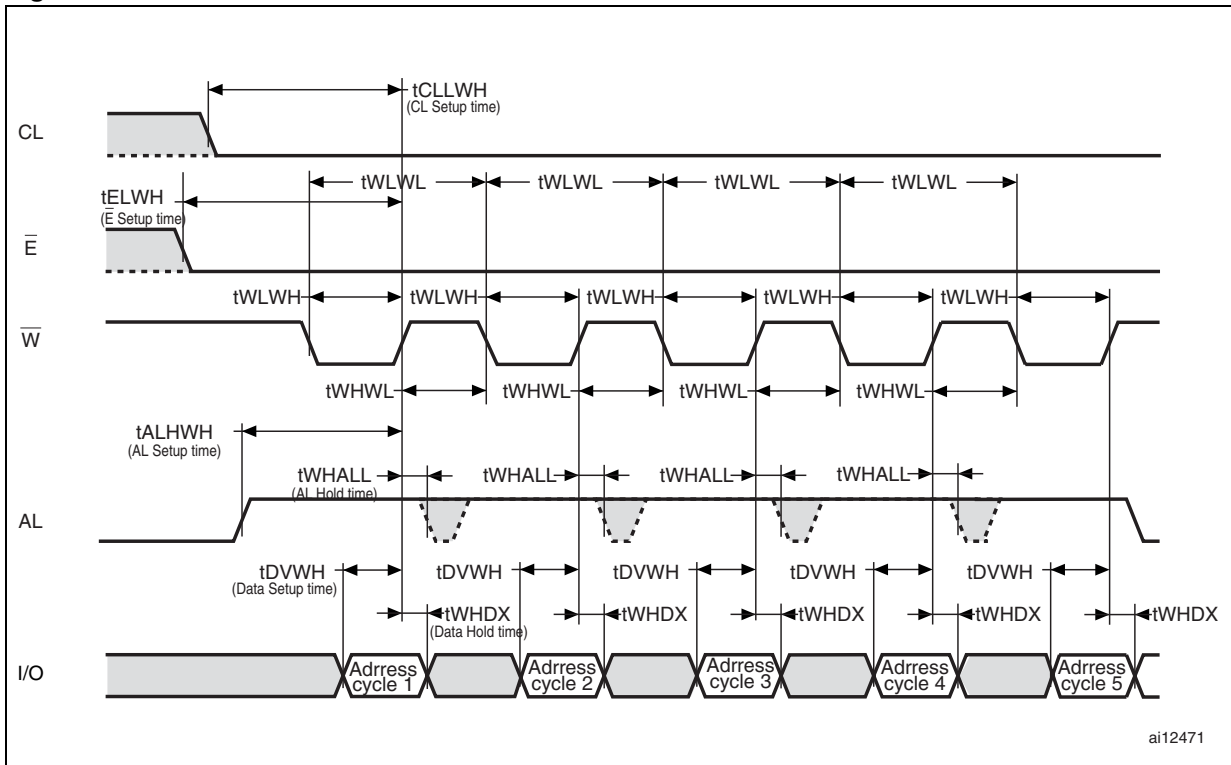 tCLLWH
(CL Setup time)
CL
tWLWL tWLWL tWLWL tWLWL
tELWH
(E̅ Setup time)
E̅
tWLWH tWLWH tWLWH tWLWH tWLWH
W̅
tWHWL tWHWL tWHWL tWHWL
tALHWH
(AL Setup time)
tWHALL tWHALL tWHALL tWHALL
(AL Hold time)
AL
tDVWH tDVWH tDVWH tDVWH tDVWH
(Data Setup time)
tWHDX tWHDX tWHDX tWHDX tWHDX
(Data Hold time)
I/O
Adrress cycle 1
Adrress cycle 2
Adrress cycle 3
Adrress cycle 4
Adrress cycle 5
ai12471